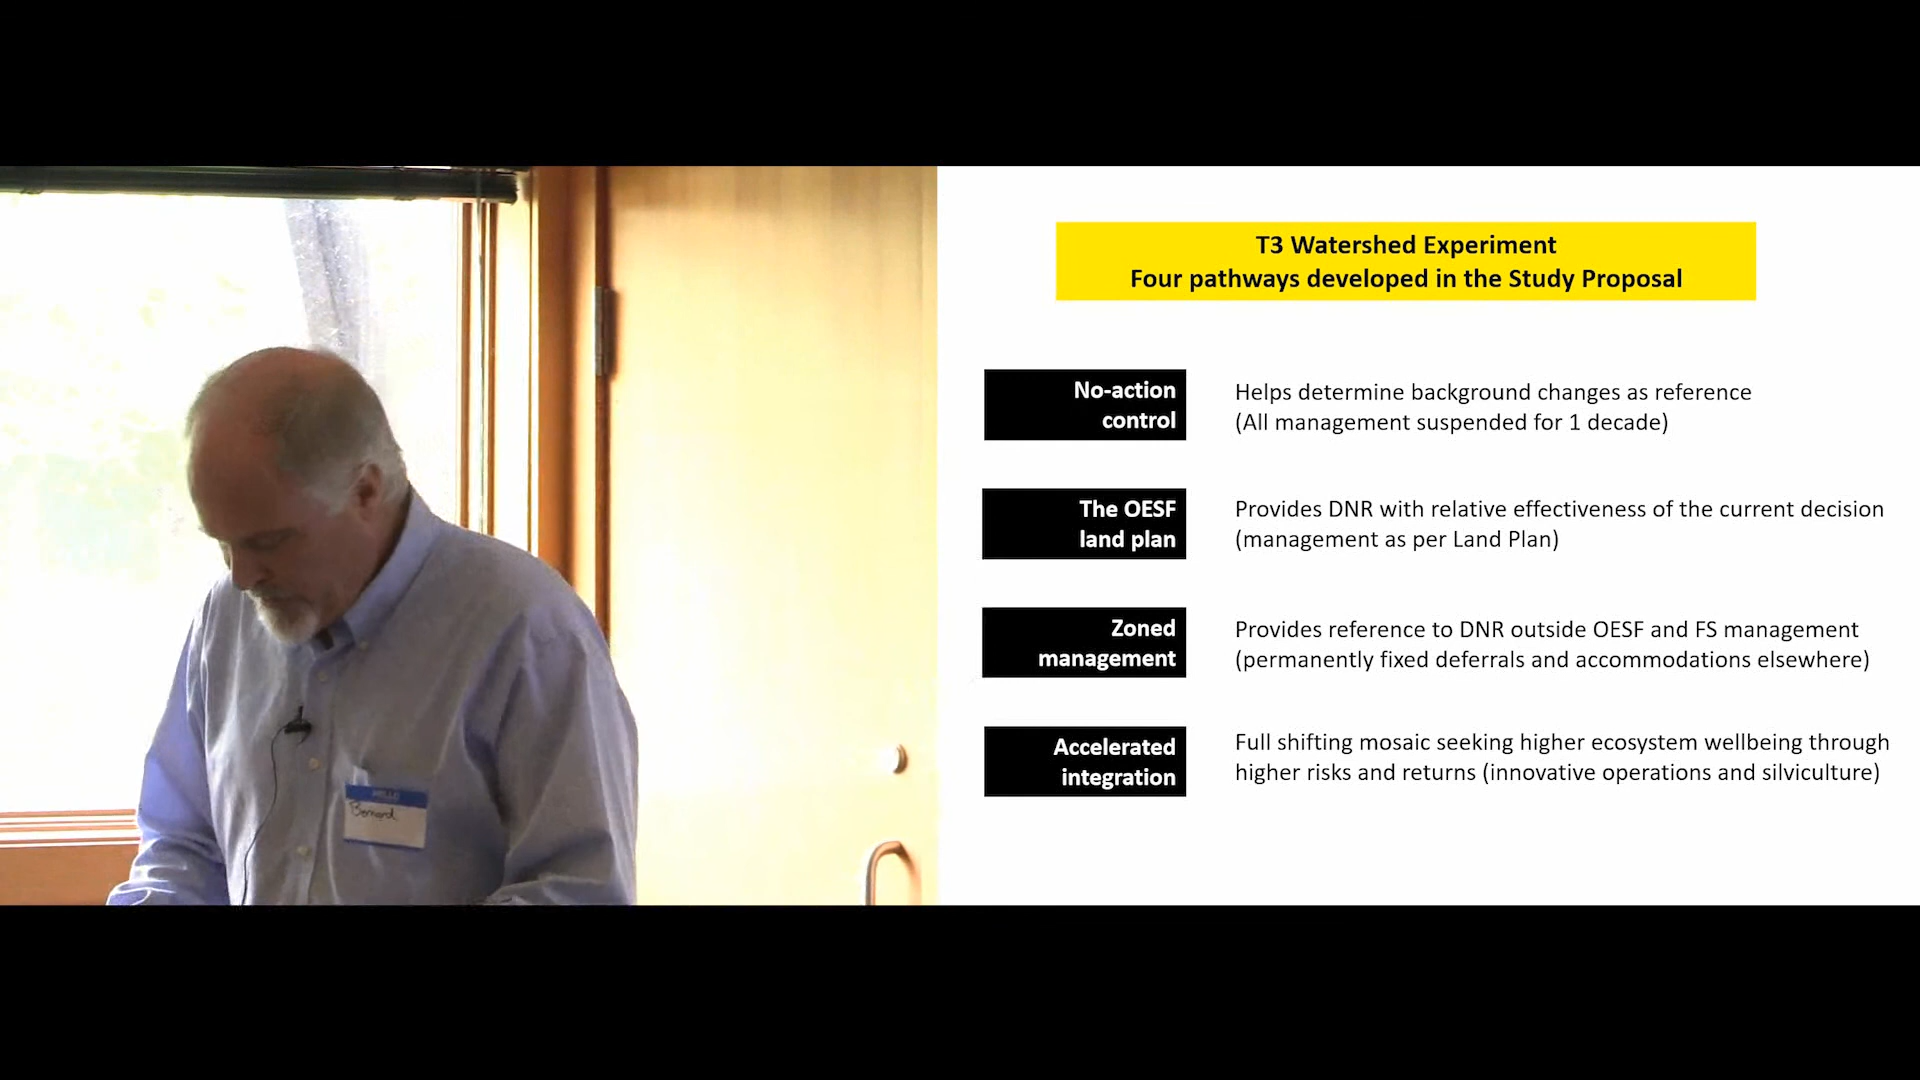 HELLO
Bernard
T3 Watershed Experiment
Four pathways developed in the Study Proposal
No-action
control
Helps determine background changes as reference
(All management suspended for 1 decade)
The OESF
land plan
Provides DNR with relative effectiveness of the current decision
(management as per Land Plan)
Zoned
management
Provides reference to DNR outside OESF and FS management
(permanently fixed deferrals and accommodations elsewhere)
Accelerated
integration
Full shifting mosaic seeking higher ecosystem wellbeing through
higher risks and returns (innovative operations and silviculture)